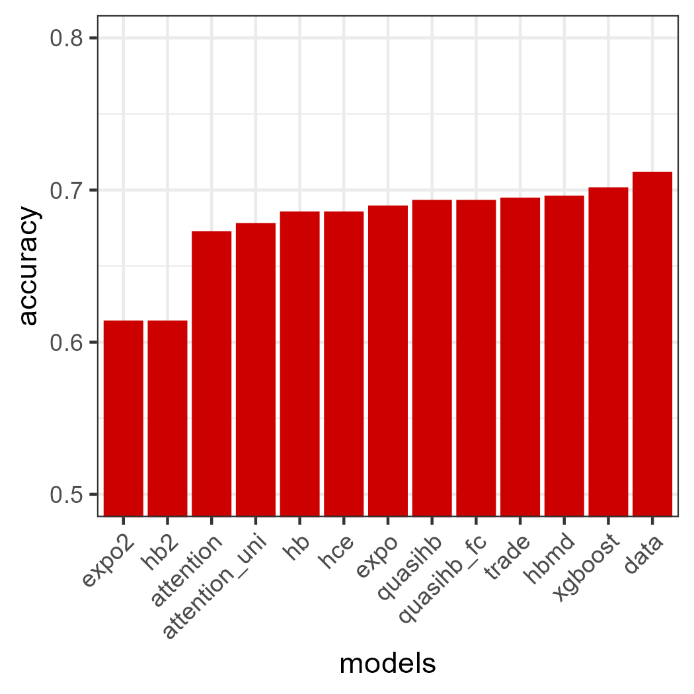 0.8
0.7
0.6
0.5
accuracy
expo2
hb2
attention
attention_uni
hb
hce
expo
quasihb
quasihb_fc
trade
hbmd
xgboost
data
models